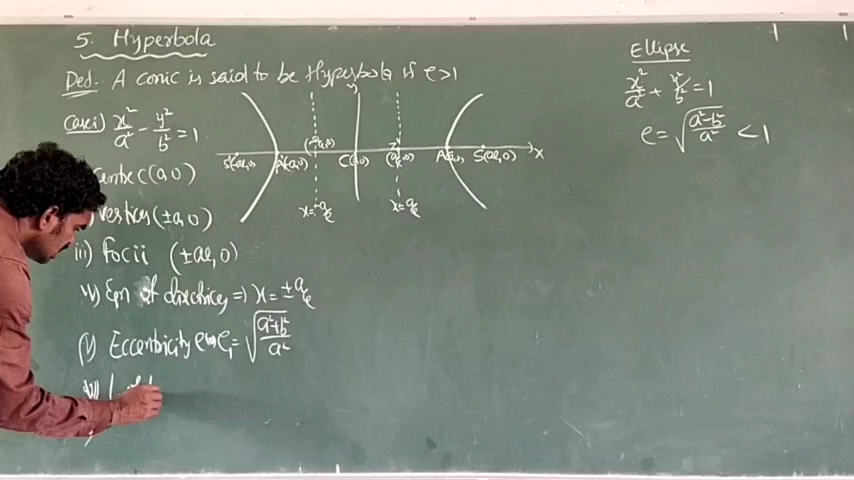 5. Hyperbola
Def. A conic is said to be Hyperbola if e>1
Case i) x²/a² - y²/b² = 1
Centre C(0,0)
vertices (±a,0)
iii) Focii (±ae,0)
iv) Eqn of directrices => x = ±a/e
(v) Eccentricity e₁ = √((a²+b²)/a²)
y
C(0,0)
A(a,0)
S(ae,0)
x
x = -a/e
x = a/e
Ellipse
x²/a² + y²/b² = 1
e = √((a²-b²)/a²) < 1